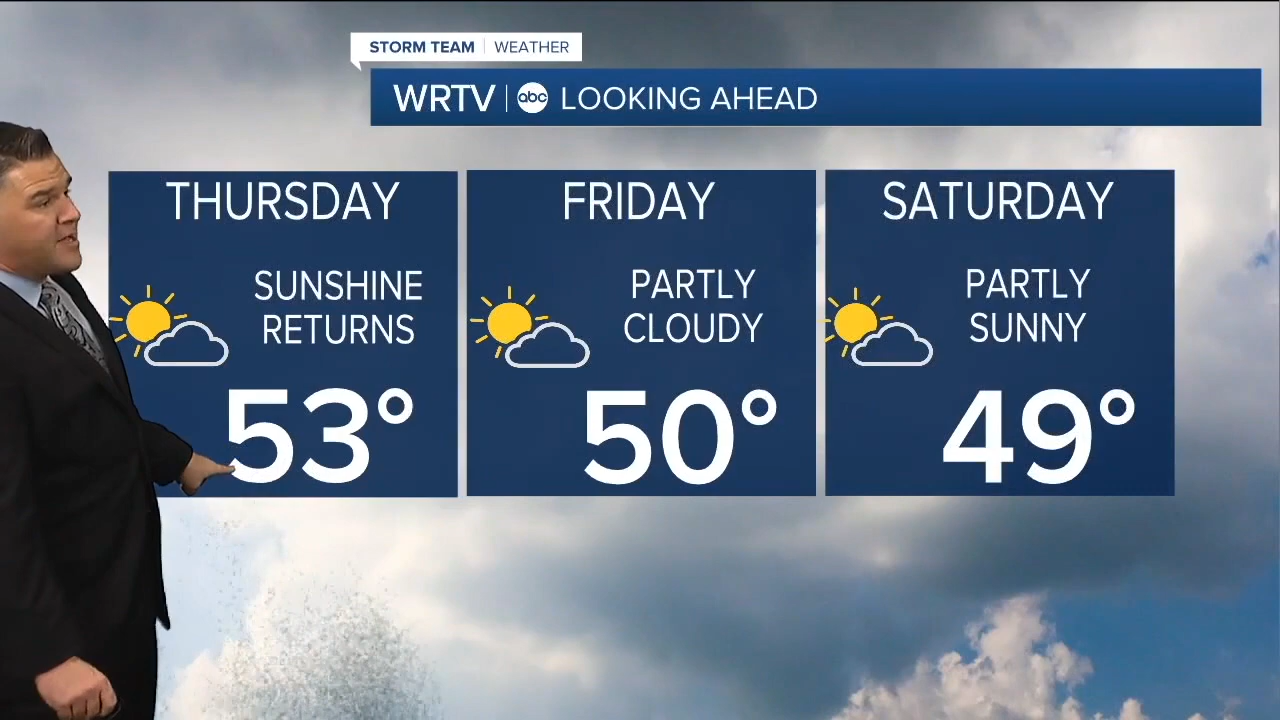 STORM TEAM | WEATHER
WRTV | abc LOOKING AHEAD
THURSDAY
SUNSHINE
RETURNS
53°
FRIDAY
PARTLY
CLOUDY
50°
SATURDAY
PARTLY
SUNNY
49°